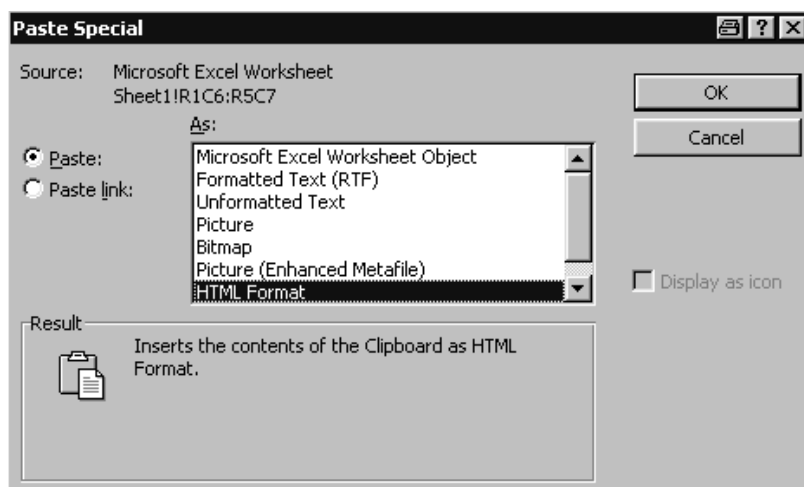 Paste Special
Source: Microsoft Excel Worksheet
Sheet1!R1C6:R5C7
As:
Paste:
Paste link:
Microsoft Excel Worksheet Object
Formatted Text (RTF)
Unformatted Text
Picture
Bitmap
Picture (Enhanced Metafile)
HTML Format
OK
Cancel
Display as icon
Result
Inserts the contents of the Clipboard as HTML
Format.